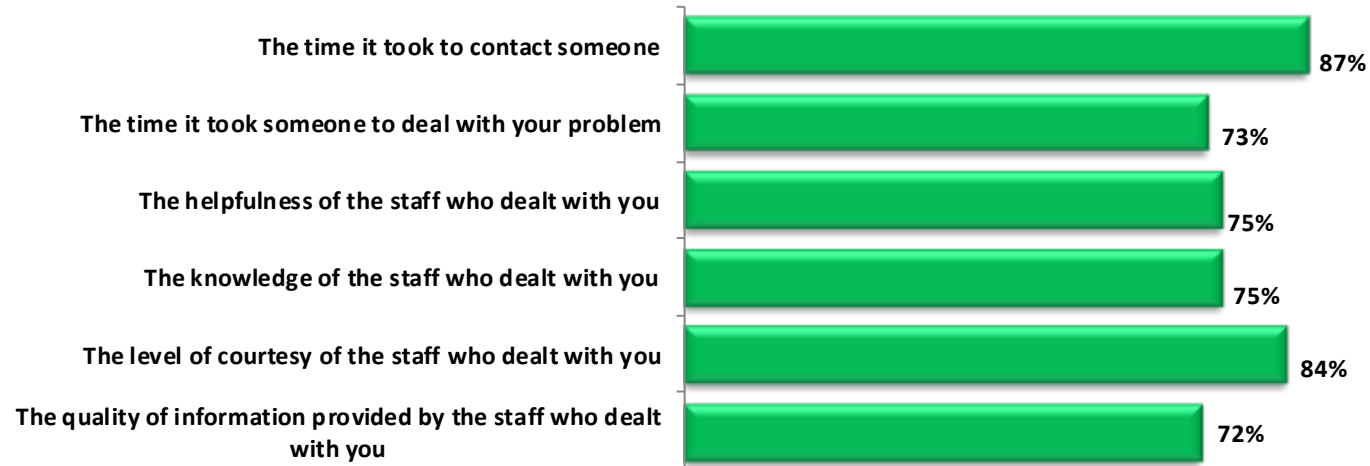 The time it took to contact someone
87%
The time it took someone to deal with your problem
73%
The helpfulness of the staff who dealt with you
75%
The knowledge of the staff who dealt with you
75%
The level of courtesy of the staff who dealt with you
84%
The quality of information provided by the staff who dealt
with you
72%